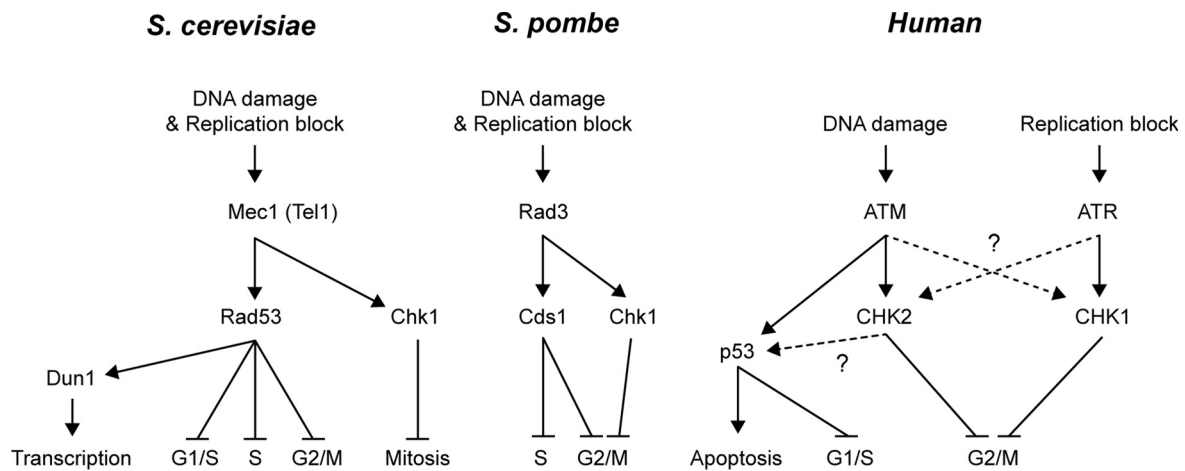 S. cerevisiae
S. pombe
Human
DNA damage
& Replication block
DNA damage
& Replication block
DNA damage
Replication block
Mec1 (Tel1)
Rad3
ATM
ATR
?
Rad53
Chk1
Cds1
Chk1
CHK2
CHK1
p53
?
Dun1
Transcription
G1/S
S
G2/M
Mitosis
S
G2/M
Apoptosis
G1/S
G2/M